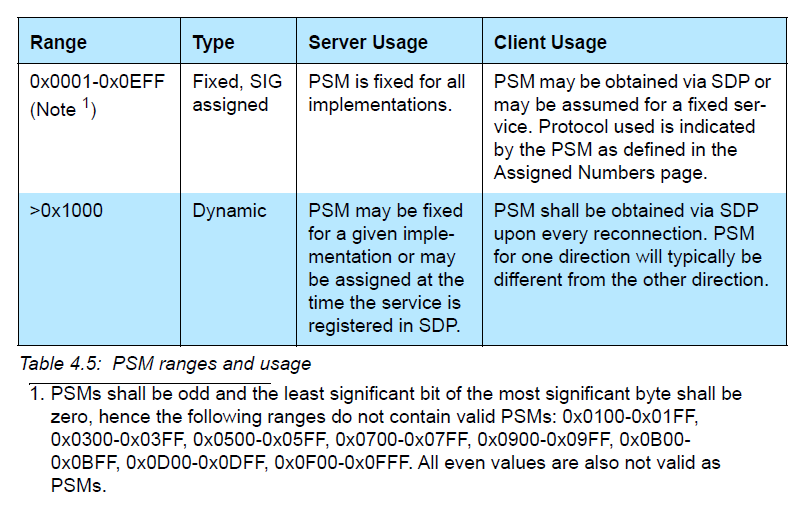 Range Type Server Usage Client Usage
0x0001-0x0EFF Fixed, SIG PSM is fixed for all PSM may be obtained via SDP or
(Note 1) assigned implementations. may be assumed for a fixed ser-
vice. Protocol used is indicated
by the PSM as defined in the
Assigned Numbers page.
>0x1000 Dynamic PSM may be fixed PSM shall be obtained via SDP
for a given imple- upon every reconnection. PSM
mentation or may for one direction will typically be
be assigned at the different from the other direction.
time the service is
registered in SDP.
Table 4.5: PSM ranges and usage
1. PSMs shall be odd and the least significant bit of the most significant byte shall be
zero, hence the following ranges do not contain valid PSMs: 0x0100-0x01FF,
0x0300-0x03FF, 0x0500-0x05FF, 0x0700-0x07FF, 0x0900-0x09FF, 0x0B00-
0x0BFF, 0x0D00-0x0DFF, 0x0F00-0x0FFF. All even values are also not valid as
PSMs.